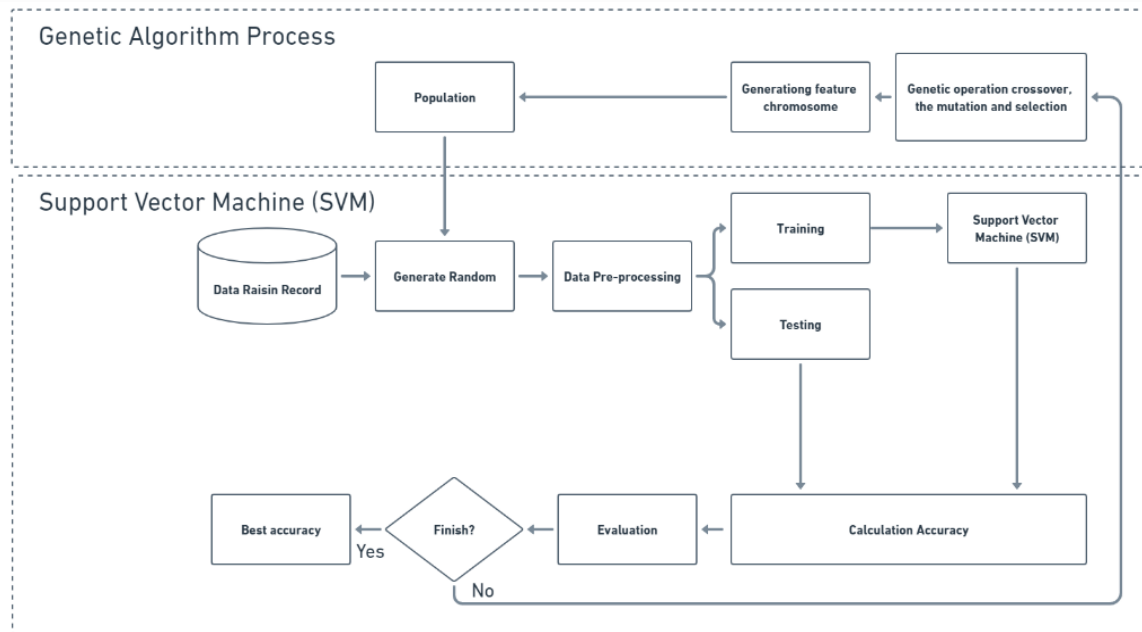 Genetic Algorithm Process
Population
Generationg feature
chromosome
Genetic operation crossover,
the mutation and selection
Support Vector Machine (SVM)
Data Raisin Record
Generate Random
Data Pre-processing
Training
Support Vector
Machine (SVM)
Testing
Best accuracy
Yes
Finish?
No
Evaluation
Calculation Accuracy